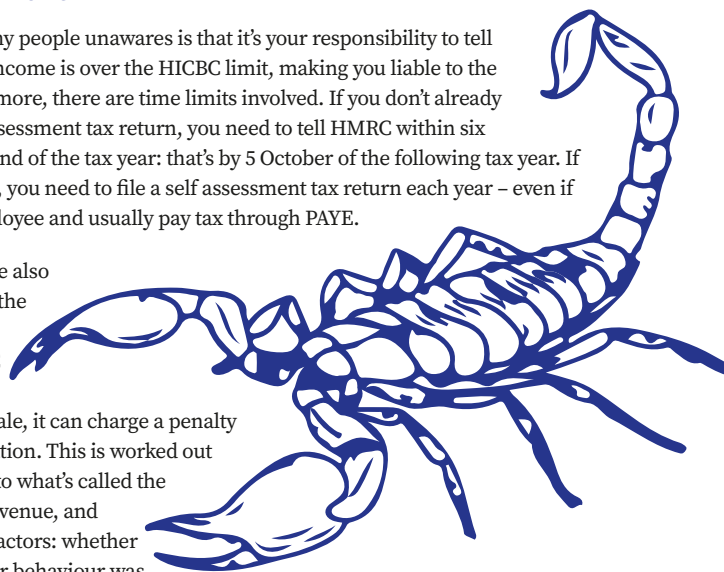 ny people unawares is that it's your responsibility to tell
ncome is over the HICBC limit, making you liable to the
more, there are time limits involved. If you don't already
sessment tax return, you need to tell HMRC within six
nd of the tax year: that's by 5 October of the following tax year. If
, you need to file a self assessment tax return each year – even if
loyee and usually pay tax through PAYE.
e also
the
ale, it can charge a penalty
tion. This is worked out
to what's called the
venue, and
actors: whether
r behaviour was